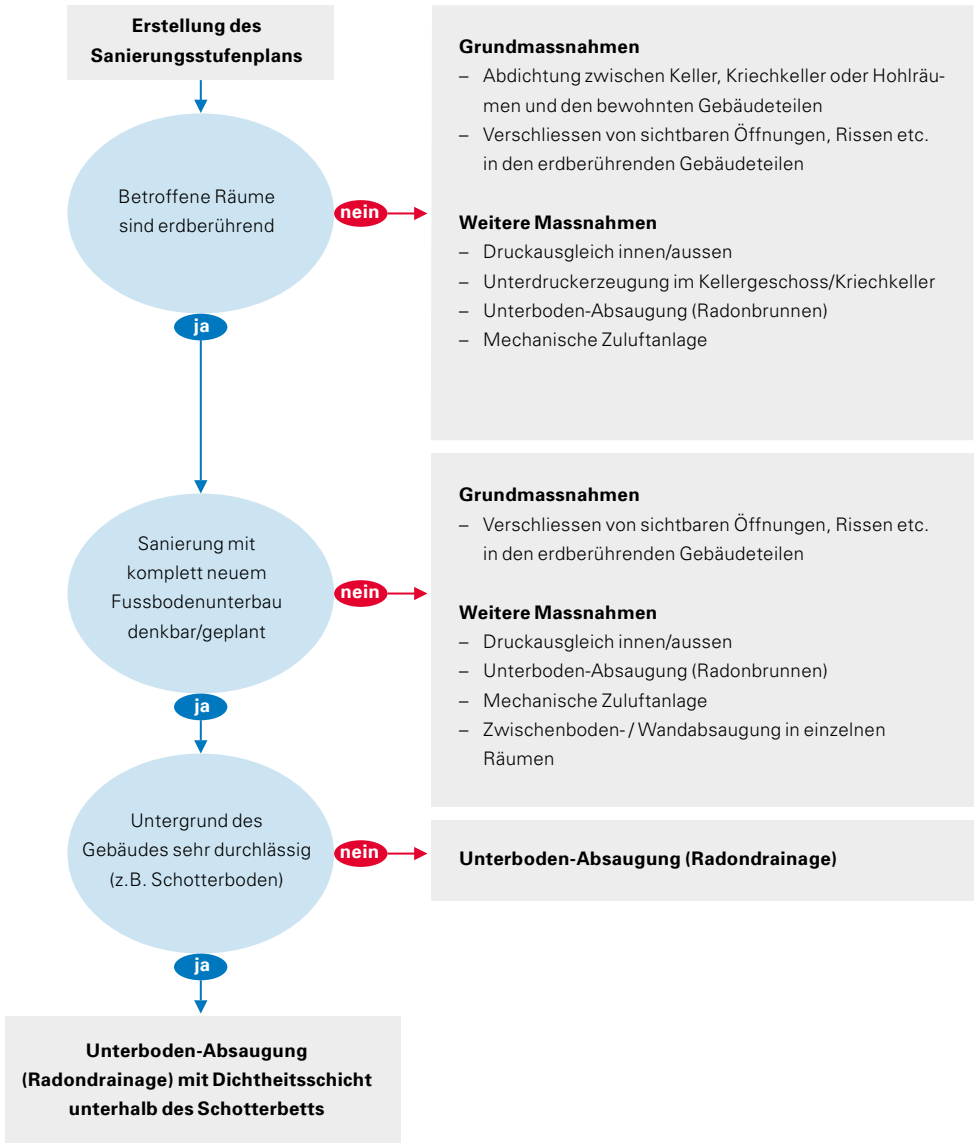 Erstellung des
Sanierungsstufenplans
Betroffene Räume
sind erdberührend
nein
Grundmassnahmen
– Abdichtung zwischen Keller, Kriechkeller oder Hohlräu-
men und den bewohnten Gebäudeteilen
– Verschliessen von sichtbaren Öffnungen, Rissen etc.
in den erdberührenden Gebäudeteilen
Weitere Massnahmen
– Druckausgleich innen/aussen
– Unterdruckerzeugung im Kellergeschoss/Kriechkeller
– Unterboden-Absaugung (Radonbrunnen)
– Mechanische Zuluftanlage
ja
Sanierung mit
komplett neuem
Fussbodenunterbau
denkbar/geplant
nein
Grundmassnahmen
– Verschliessen von sichtbaren Öffnungen, Rissen etc.
in den erdberührenden Gebäudeteilen
Weitere Massnahmen
– Druckausgleich innen/aussen
– Unterboden-Absaugung (Radonbrunnen)
– Mechanische Zuluftanlage
– Zwischenboden- / Wandabsaugung in einzelnen
Räumen
ja
Untergrund des
Gebäudes sehr durchlässig
(z.B. Schotterboden)
nein
Unterboden-Absaugung (Radondrainage)
ja
Unterboden-Absaugung
(Radondrainage) mit Dichtheitsschicht
unterhalb des Schotterbetts